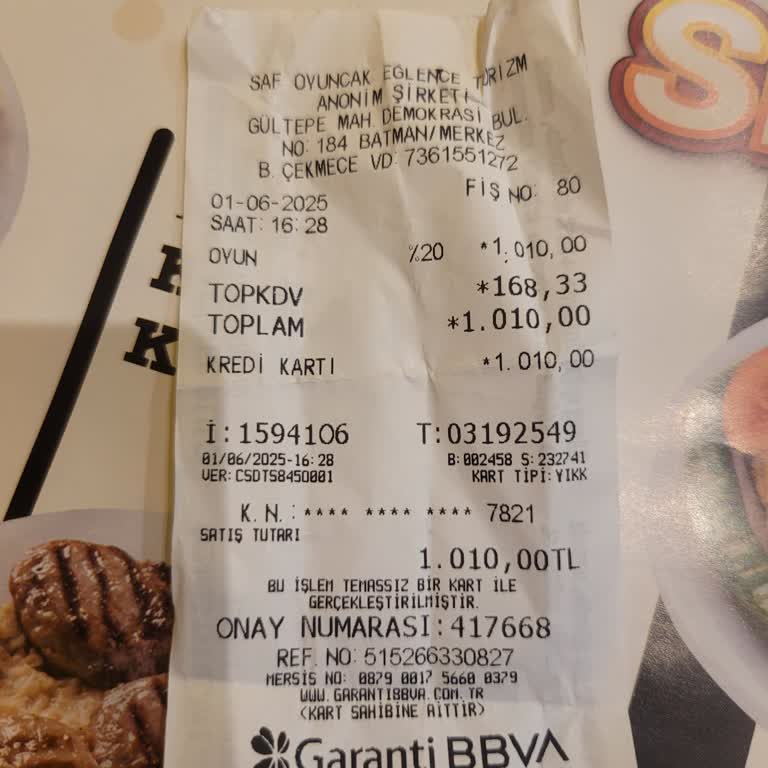 SAF OYUNCAK EĞLENCE TURİZM
ANONİM ŞİRKETİ
GÜLTEPE MAH. DEMOKRASİ BUL.
NO: 184 BATMAN/MERKEZ
B. ÇEKMECE VD 7361551272
FİŞ NO: 80
01-06-2025
SAAT: 16:28
OYUN %20 *1.010,00
TOPKDV *168,33
TOPLAM *1.010,00
KREDİ KARTI *1.010,00
İ:1594106 T:03192549
01/06/2025-16:28 B:002458 S:232741
VER:CSDTS8450001 KART TİPİ:YIKK
K.N.:**** **** **** 7821
SATIŞ TUTARI
1.010,00TL
BU İŞLEM TEMASSIZ BİR KART İLE
GERÇEKLEŞTİRİLMİŞTİR.
ONAY NUMARASI:417668
REF. NO: 515266330827
MERSİS NO: 0879 0017 5660 0379
WWW.GARANTİBBVA.COM.TR
(KART SAHİBİNE AİTTİR)
Garanti BBVA